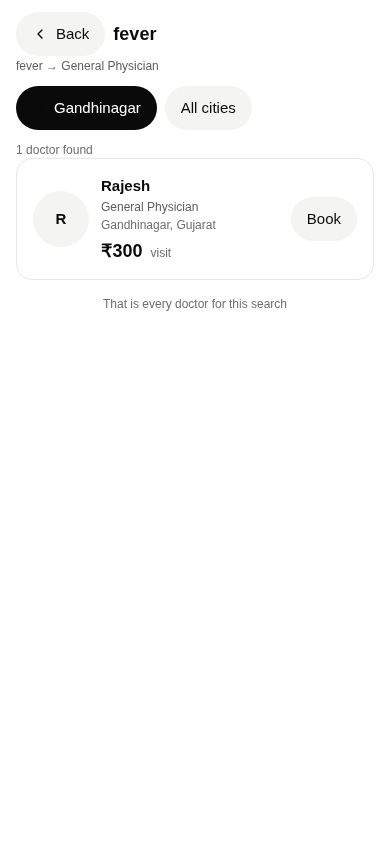 Back fever
fever → General Physician
Gandhinagar All cities
1 doctor found
Rajesh
General Physician
R Gandhinagar, Gujarat Book
₹300 visit
That is every doctor for this search